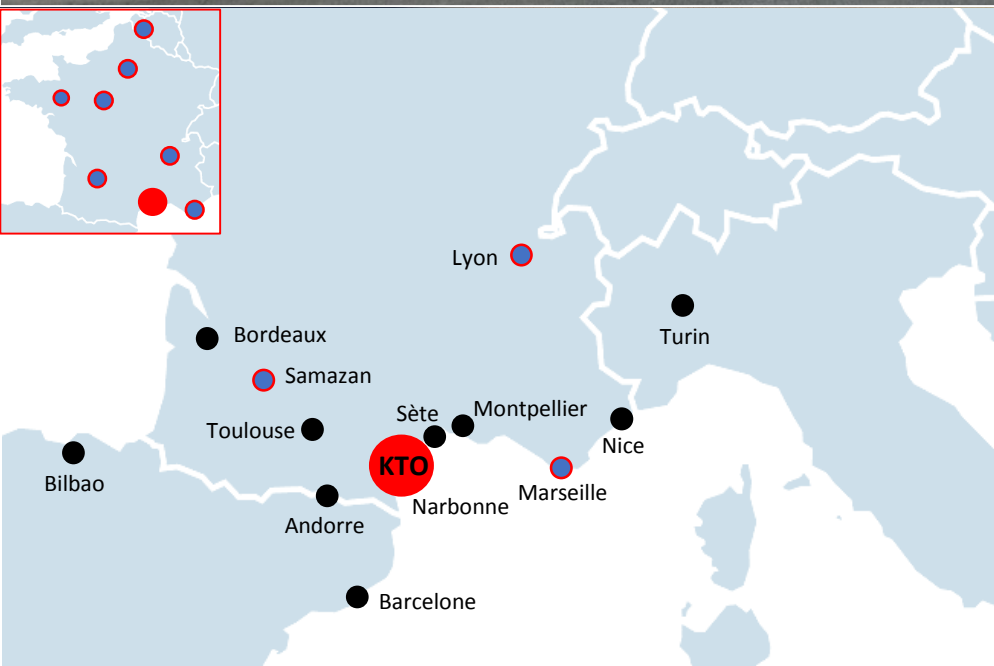 Lyon
Turin
Bordeaux
Samazan
Sète
Montpellier
Toulouse
Nice
KTO
Bilbao
Marseille
Narbonne
Andorre
Barcelone